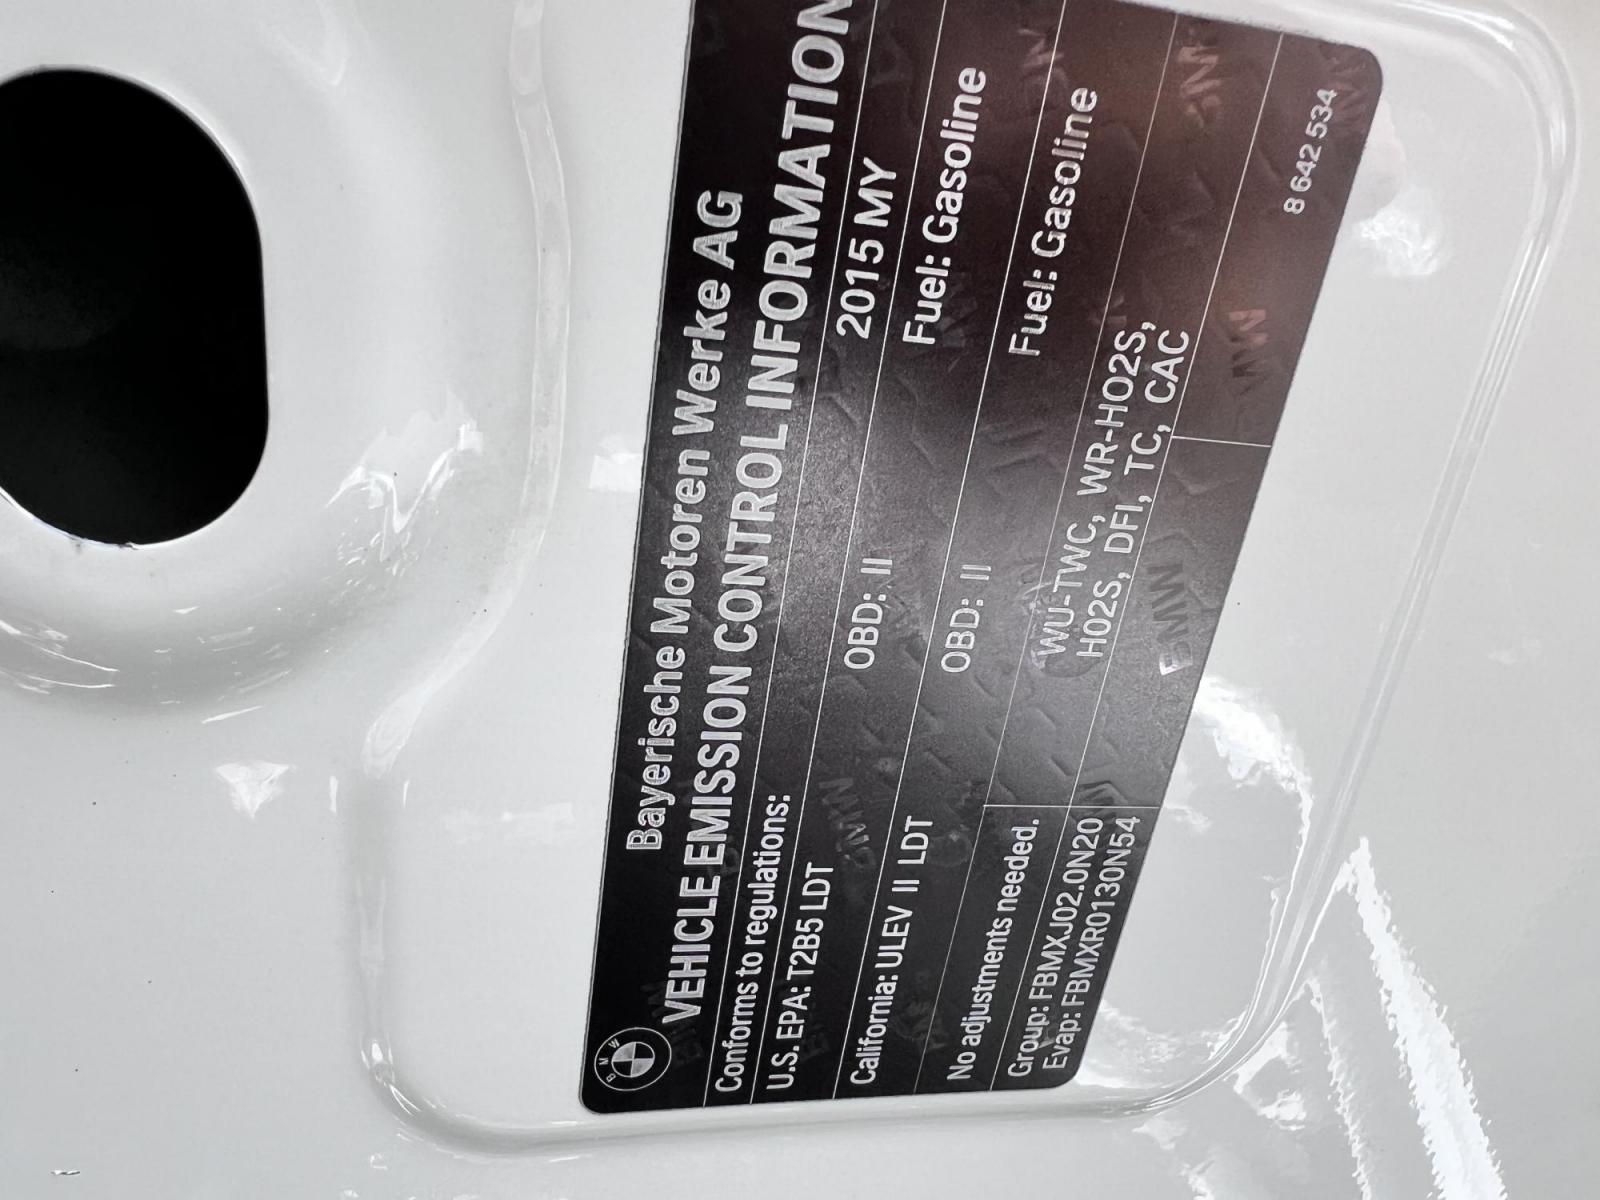 BMW
Bayerische Motoren Werke AG
VEHICLE EMISSION CONTROL INFORMATION
Conforms to regulations: 2015 MY
U.S. EPA: T2B5 LDT OBD: II Fuel: Gasoline
California: ULEV II LDT OBD: II Fuel: Gasoline
No adjustments needed.
WU-TWC, WR-HO2S,
Group: FBMXJ02.0N20 HO2S, DFI, TC, CAC
Evap: FBMXR0130N54
8 642 534